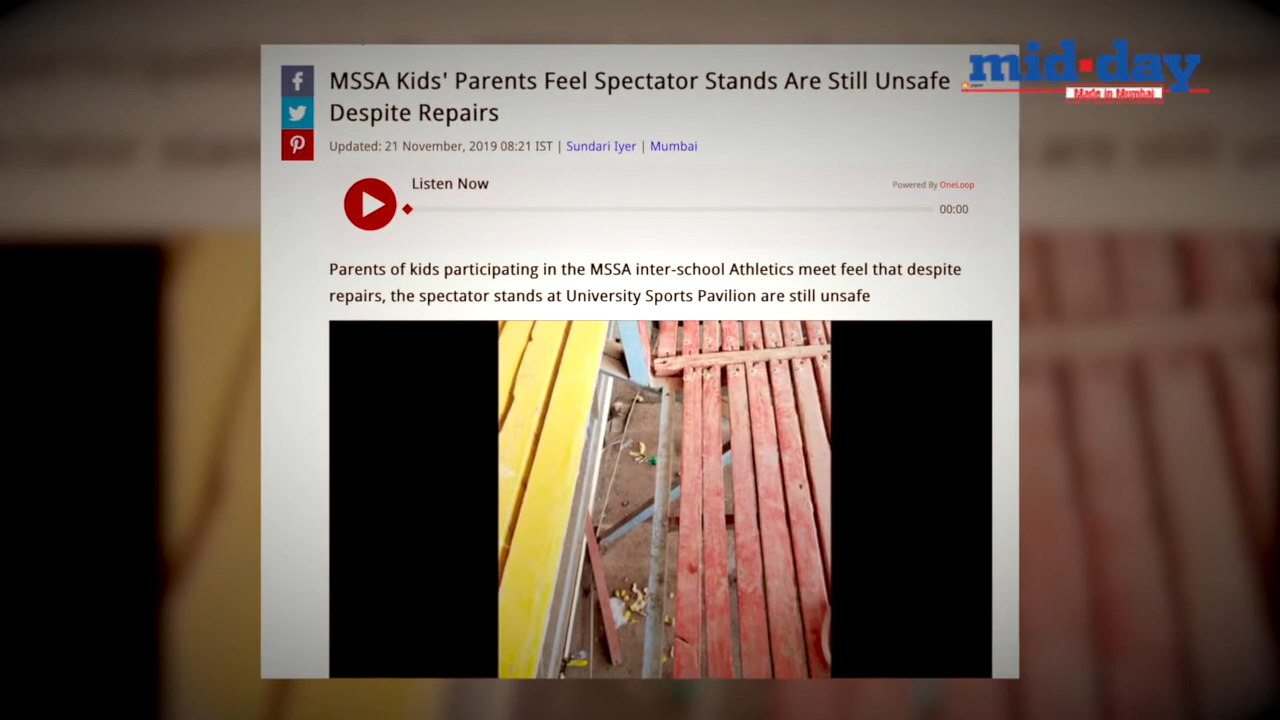 mid-day
Made in Mumbai
MSSA Kids' Parents Feel Spectator Stands Are Still Unsafe
Despite Repairs
Updated: 21 November, 2019 08:21 IST | Sundari Iyer | Mumbai
Listen Now
Powered By OneLoop
00:00
Parents of kids participating in the MSSA inter-school Athletics meet feel that despite
repairs, the spectator stands at University Sports Pavilion are still unsafe